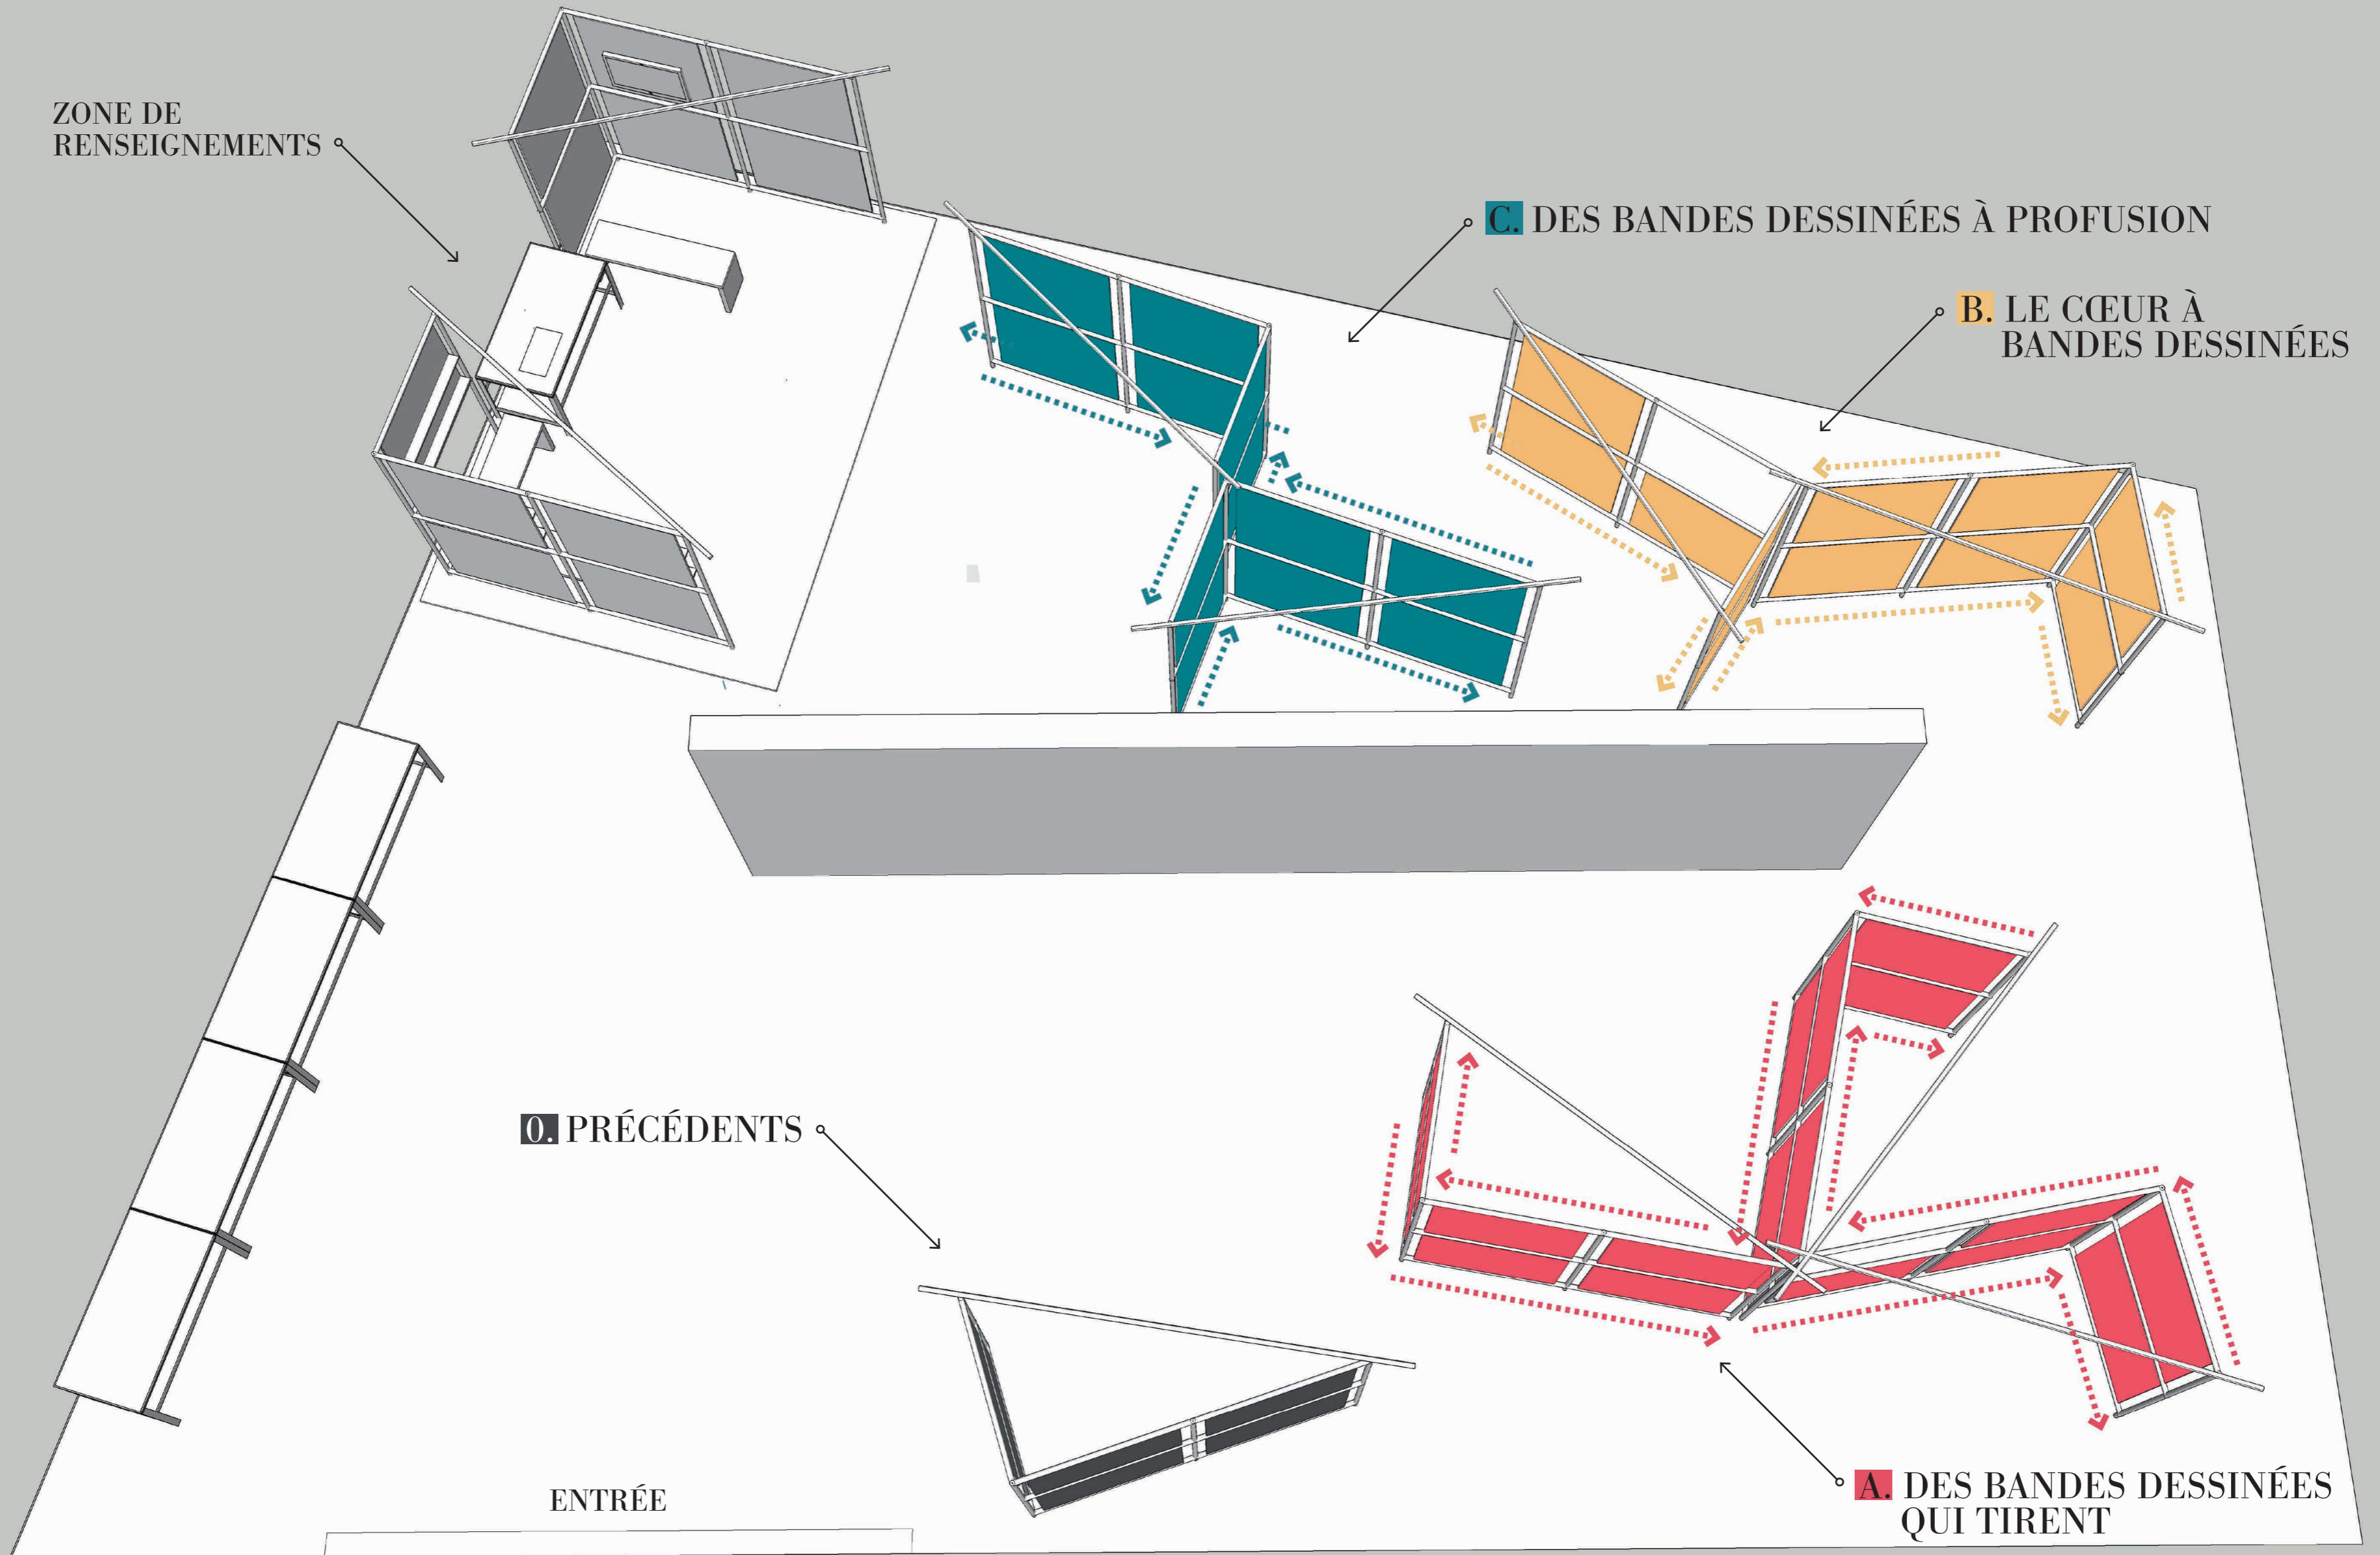 ZONE DE
RENSEIGNEMENTS
C. DES BANDES DESSINÉES À PROFUSION
B. LE CŒUR À
BANDES DESSINÉES
0. PRÉCÉDENTS
ENTRÉE
A. DES BANDES DESSINÉES
QUI TIRENT